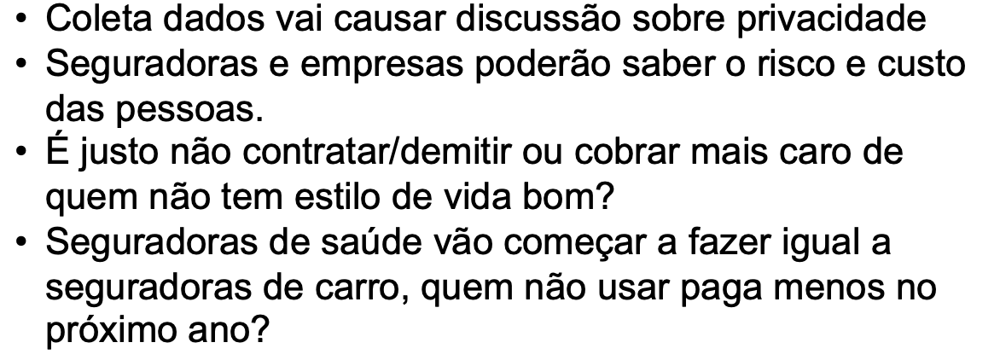 • Coleta dados vai causar discussão sobre privacidade
• Seguradoras e empresas poderão saber o risco e custo
das pessoas.
• É justo não contratar/demitir ou cobrar mais caro de
quem não tem estilo de vida bom?
• Seguradoras de saúde vão começar a fazer igual a
seguradoras de carro, quem não usar paga menos no
próximo ano?